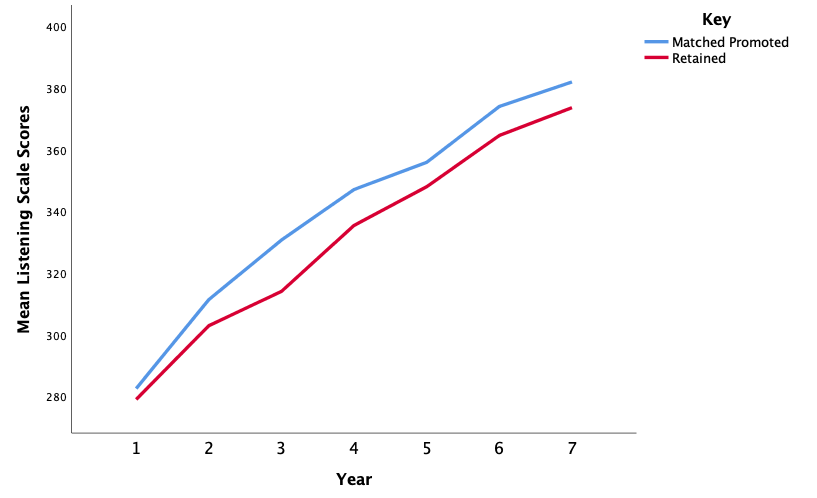 Key
Matched Promoted
Retained
Mean Listening Scale Scores
400
380
360
340
320
300
280
1 2 3 4 5 6 7
Year